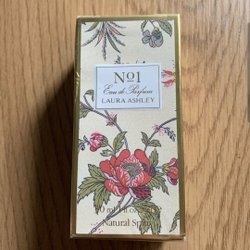 No1
Eau de Parfum
LAURA ASHLEY
Natural Spray